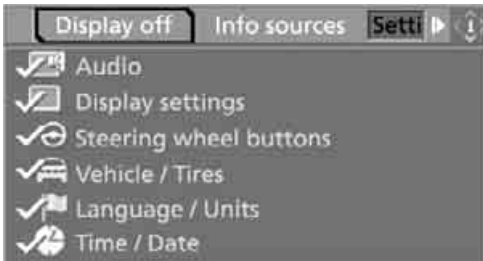 Display off Info sources Setti i
Audio
Display settings
Steering wheel buttons
Vehicle / Tires
Language / Units
Time / Date